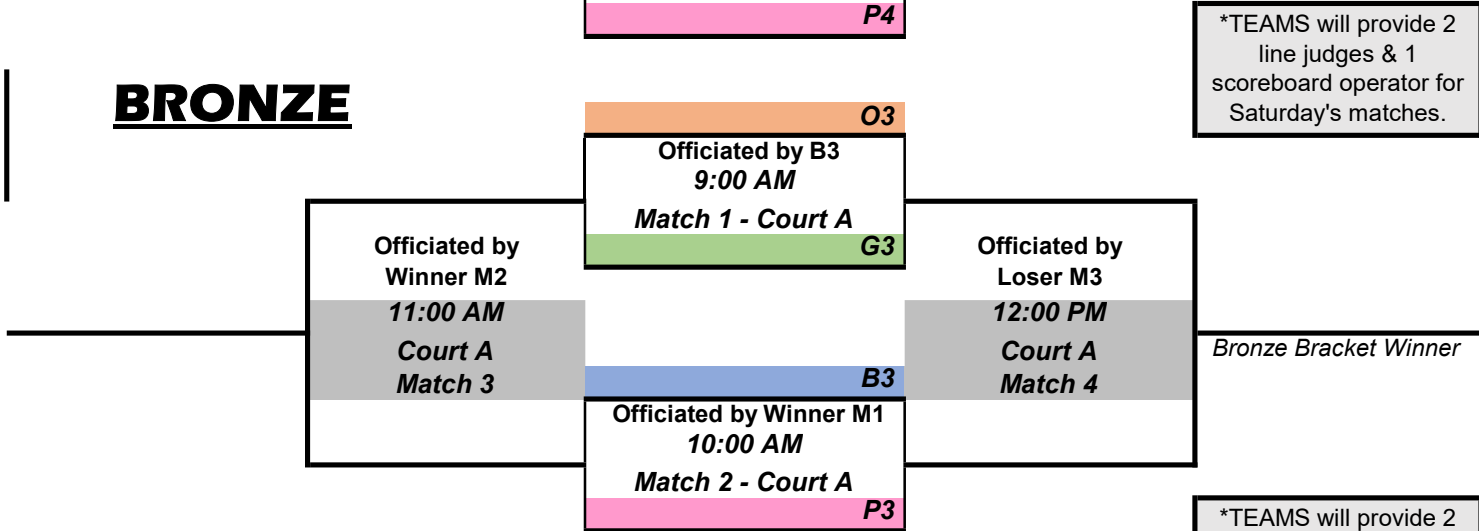 P4
*TEAMS will provide 2
line judges & 1
scoreboard operator for
Saturday's matches.
BRONZE
O3
Officiated by B3
9:00 AM
Match 1 - Court A
G3
Officiated by
Winner M2
11:00 AM
Court A
Match 3
Officiated by
Loser M3
12:00 PM
Court A
Match 4
Bronze Bracket Winner
B3
Officiated by Winner M1
10:00 AM
Match 2 - Court A
P3
*TEAMS will provide 2